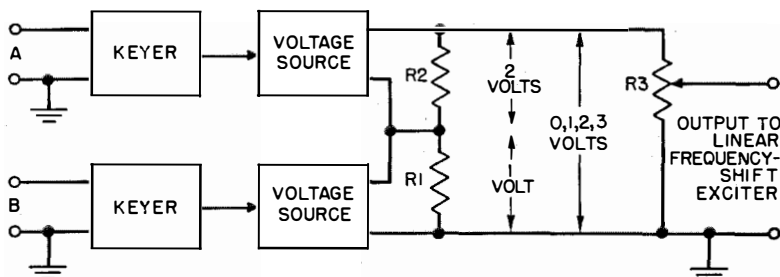 A
KEYER
VOLTAGE
SOURCE
R2
2
VOLTS
0,1,2,3
VOLTS
R3
OUTPUT TO
LINEAR
FREQUENCY-
SHIFT
EXCITER
B
KEYER
VOLTAGE
SOURCE
R1
1
VOLT